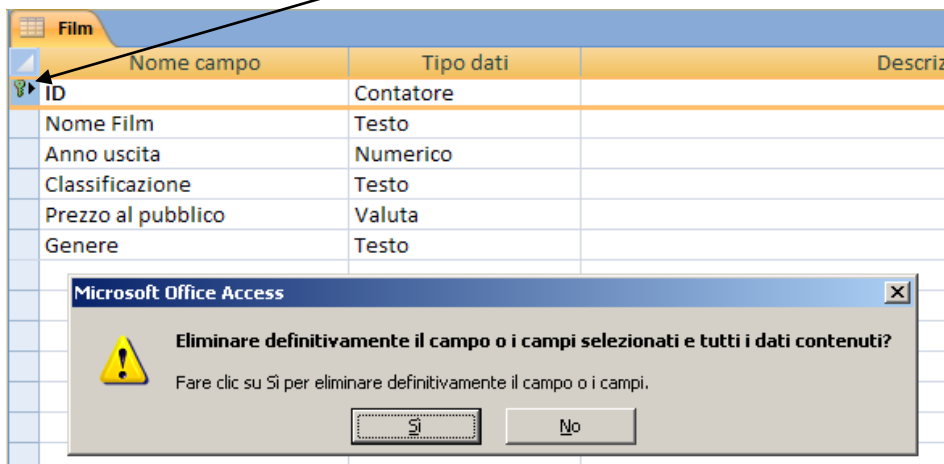 Film
Nome campo Tipo dati Descriz
ID Contatore
Nome Film Testo
Anno uscita Numerico
Classificazione Testo
Prezzo al pubblico Valuta
Genere Testo
Microsoft Office Access
Eliminare definitivamente il campo o i campi selezionati e tutti i dati contenuti?
Fare clic su Sì per eliminare definitivamente il campo o i campi.
Sì No